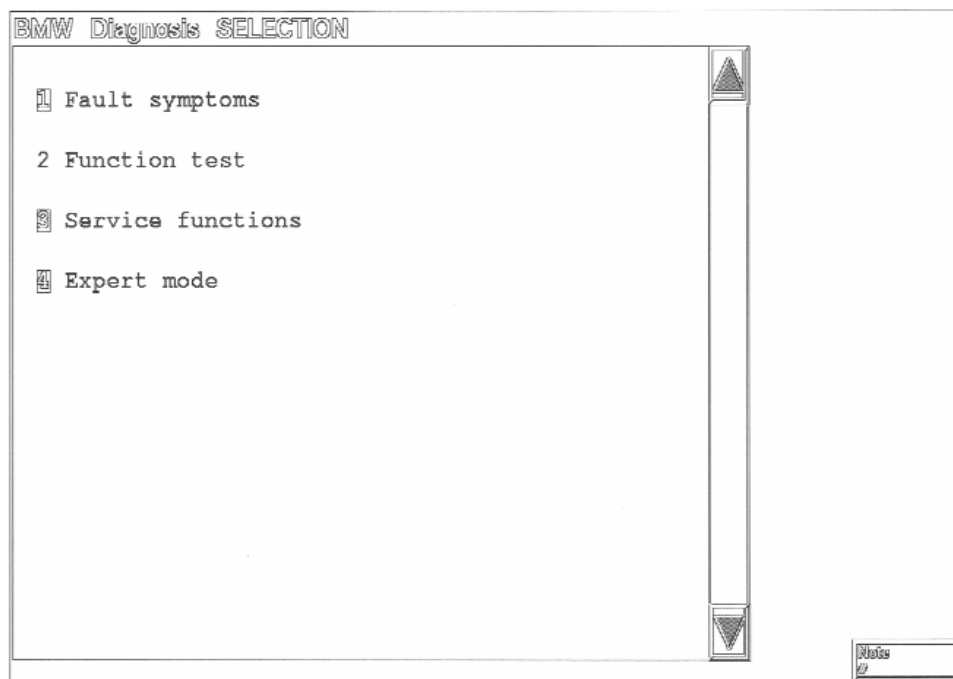 BMW Diagnosis SELECTION
1 Fault symptoms
2 Function test
3 Service functions
4 Expert mode
Note
#